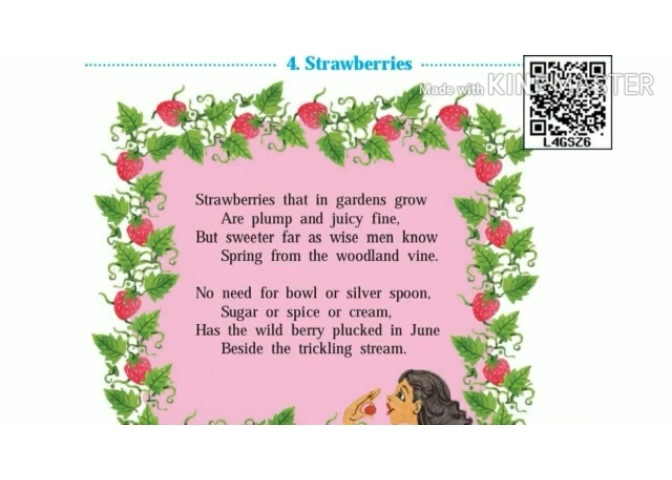 4. Strawberries
Made with KINEMASTER
L4GSZ6
Strawberries that in gardens grow
Are plump and juicy fine,
But sweeter far as wise men know
Spring from the woodland vine.
No need for bowl or silver spoon,
Sugar or spice or cream,
Has the wild berry plucked in June
Beside the trickling stream.